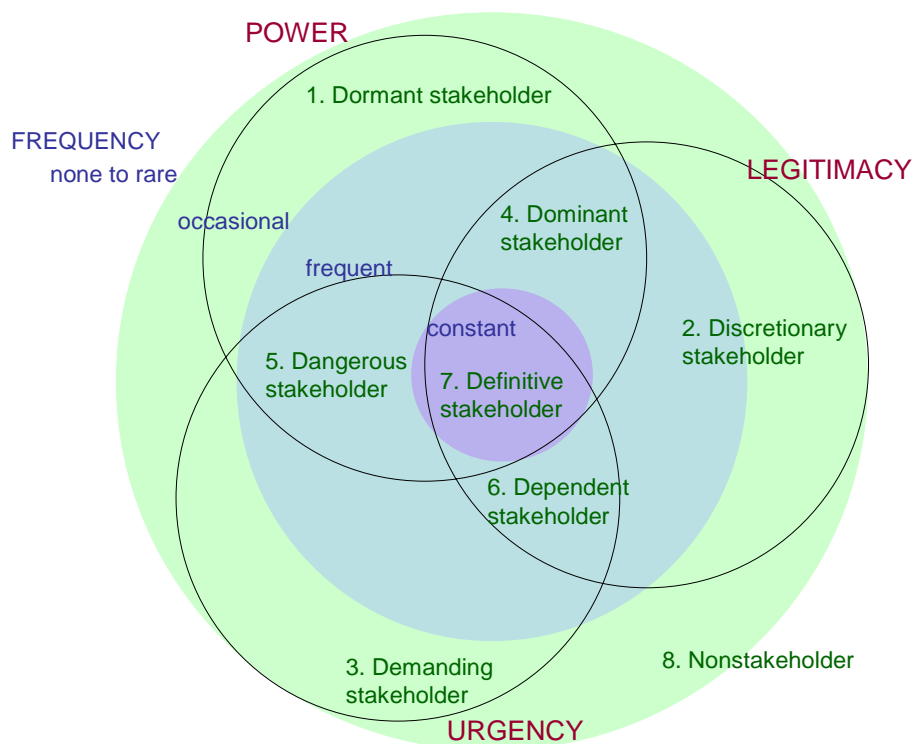 POWER
1. Dormant stakeholder
FREQUENCY
none to rare
LEGITIMACY
occasional
4. Dominant
stakeholder
frequent
constant
2. Discretionary
stakeholder
5. Dangerous
stakeholder
7. Definitive
stakeholder
6. Dependent
stakeholder
3. Demanding
stakeholder
8. Nonstakeholder
URGENCY